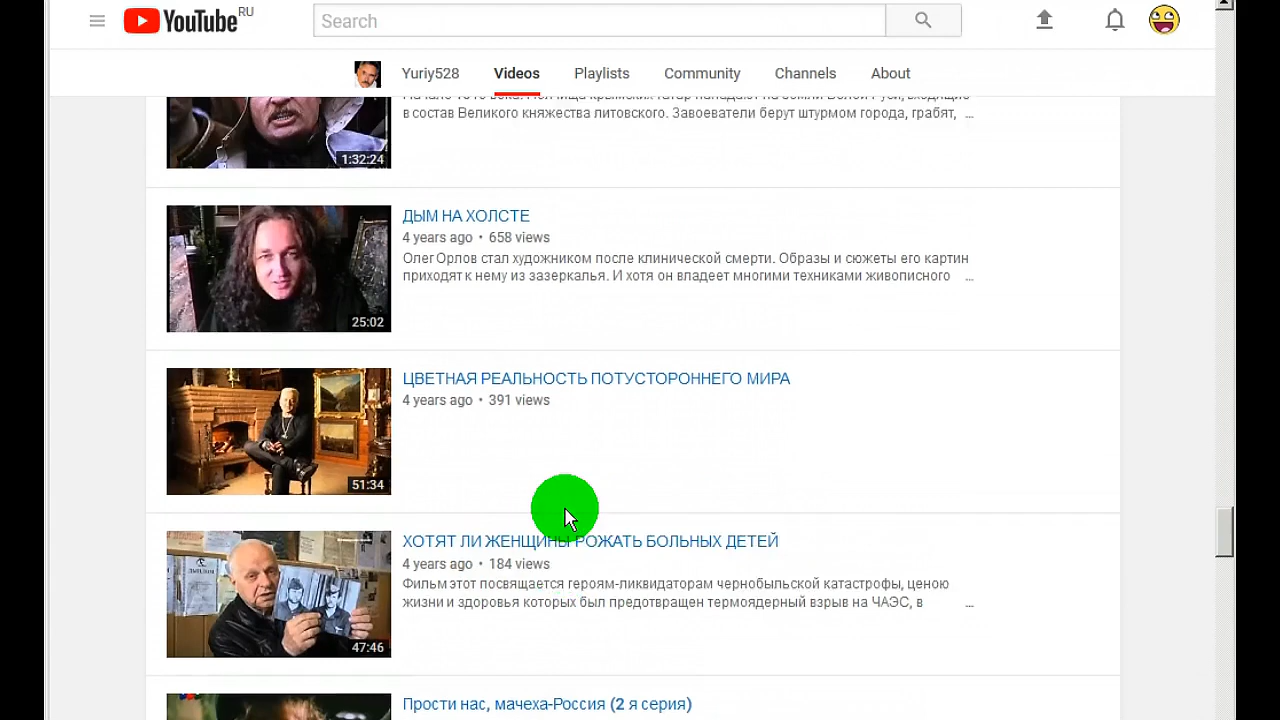 YouTube RU
Search
Yuriy528
Videos
Playlists
Community
Channels
About
в состав Великого княжества литовского. Завоеватели берут штурмом города, грабят, ...
1:32:24
ДЫМ НА ХОЛСТЕ
4 years ago • 658 views
Олег Орлов стал художником после клинической смерти. Образы и сюжеты его картин
приходят к нему из зазеркалья. И хотя он владеет многими техниками живописного ...
25:02
ЦВЕТНАЯ РЕАЛЬНОСТЬ ПОТУСТОРОННЕГО МИРА
4 years ago • 391 views
51:34
ХОТЯТ ЛИ ЖЕНЩИНЫ РОЖАТЬ БОЛЬНЫХ ДЕТЕЙ
4 years ago • 184 views
Фильм этот посвящается героям-ликвидаторам чернобыльской катастрофы, ценою
жизни и здоровья которых был предотвращен термоядерный взрыв на ЧАЭС, в ...
47:46
Прости нас, мачеха-Россия (2 я серия)